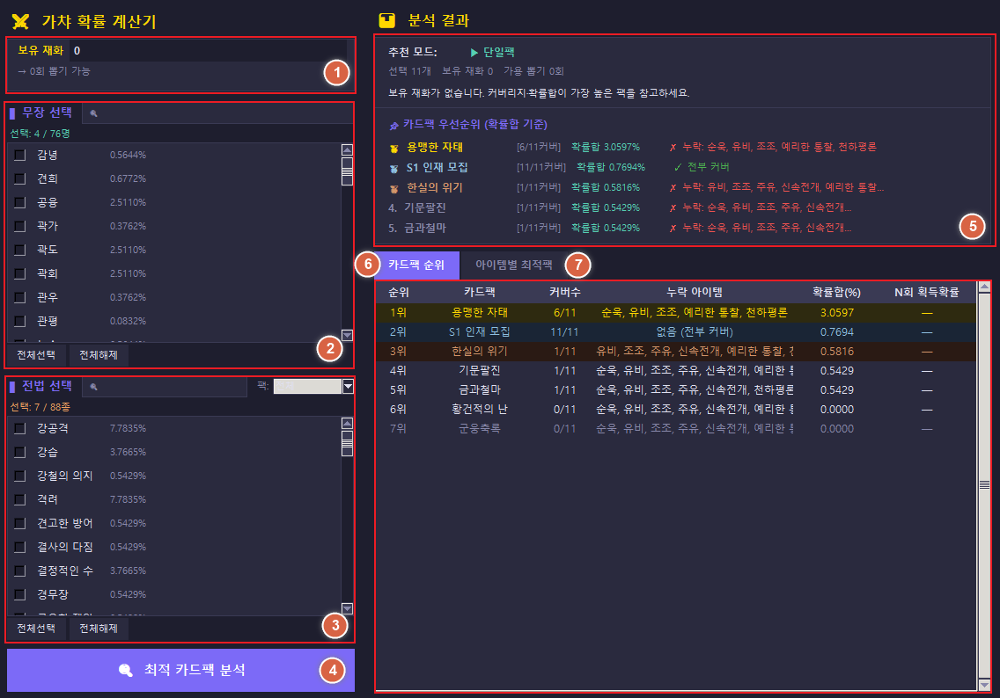 가챠 확률 계산기
보유 재화 0
→ 0회 뽑기 가능
1
무장 선택
선택: 4 / 76명
감녕 0.5644%
견희 0.6772%
공융 2.5110%
곽가 0.3762%
곽도 2.5110%
곽회 2.5110%
관우 0.3762%
관평 0.0832%
전체선택 전체해제
2
전법 선택 팩:
선택: 7 / 88종
강공격 7.7835%
강습 3.7665%
강철의 의지 0.5429%
격려 7.7835%
견고한 방어 0.5429%
결사의 다짐 0.5429%
결정적인 수 3.7665%
경무장 0.5429%
전체선택 전체해제
3
최적 카드팩 분석
4
분석 결과
추천 모드: ▶ 단일팩
선택 11개 보유 재화 0 가용 뽑기 0회
보유 재화가 없습니다. 커버리지·확률합이 가장 높은 팩을 참고하세요.
카드팩 우선순위 (확률합 기준)
용맹한 자태 [6/11커버] 확률합 3.0597% ✗ 누락: 순욱, 유비, 조조, 예리한 통찰, 천하평론
S1 인재 모집 [11/11커버] 확률합 0.7694% ✓ 전부 커버
한실의 위기 [1/11커버] 확률합 0.5816% ✗ 누락: 유비, 조조, 주유, 신속전개, 예리한 통찰…
4. 기문팔진 [1/11커버] 확률합 0.5429% ✗ 누락: 순욱, 유비, 조조, 주유, 신속전개…
5. 금과철마 [1/11커버] 확률합 0.5429% ✗ 누락: 순욱, 유비, 조조, 주유, 신속전개…
5
6 카드팩 순위 아이템별 최적팩 7
순위 카드팩 커버수 누락 아이템 확률합(%) N회 획득확률
1위 용맹한 자태 6/11 순욱, 유비, 조조, 예리한 통찰, 천하평론 3.0597 —
2위 S1 인재 모집 11/11 없음 (전부 커버) 0.7694 —
3위 한실의 위기 1/11 유비, 조조, 주유, 신속전개, 예리한 통찰, 0.5816 —
4위 기문팔진 1/11 순욱, 유비, 조조, 주유, 신속전개, 예리한 0.5429 —
5위 금과철마 1/11 순욱, 유비, 조조, 주유, 신속전개, 천하평론 0.5429 —
6위 황건적의 난 0/11 순욱, 유비, 조조, 주유, 신속전개, 예리한 0.0000 —
7위 군웅축록 0/11 순욱, 유비, 조조, 주유, 신속전개, 예리한 0.0000 —